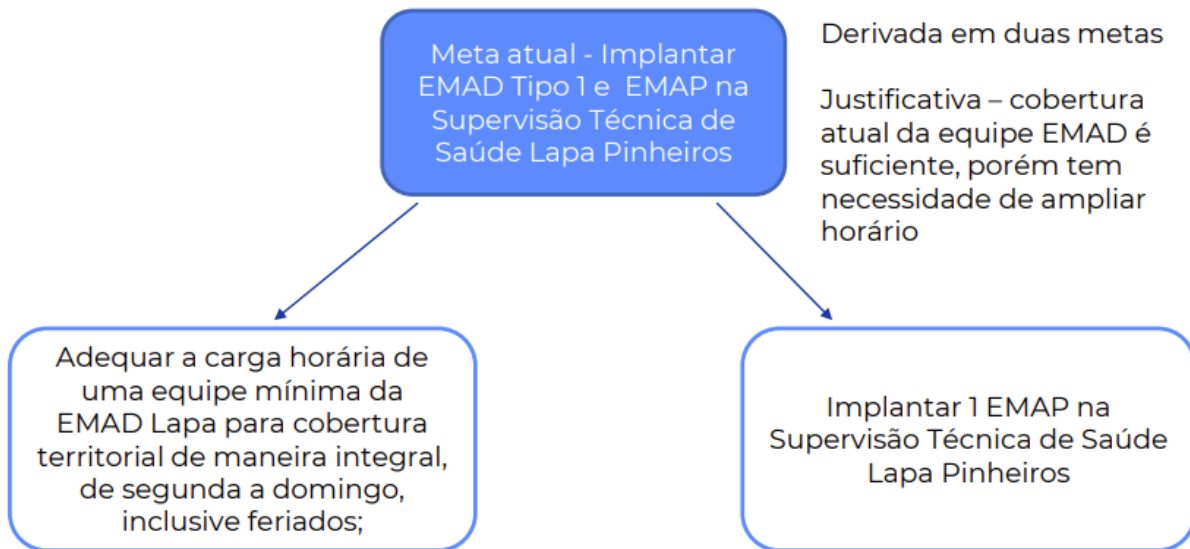 Meta atual - Implantar
EMAD Tipo 1 e EMAP na
Supervisão Técnica de
Saúde Lapa Pinheiros
Derivada em duas metas
Justificativa – cobertura
atual da equipe EMAD é
suficiente, porém tem
necessidade de ampliar
horário
Adequar a carga horária de
uma equipe mínima da
EMAD Lapa para cobertura
territorial de maneira integral,
de segunda a domingo,
inclusive feriados;
Implantar 1 EMAP na
Supervisão Técnica de Saúde
Lapa Pinheiros